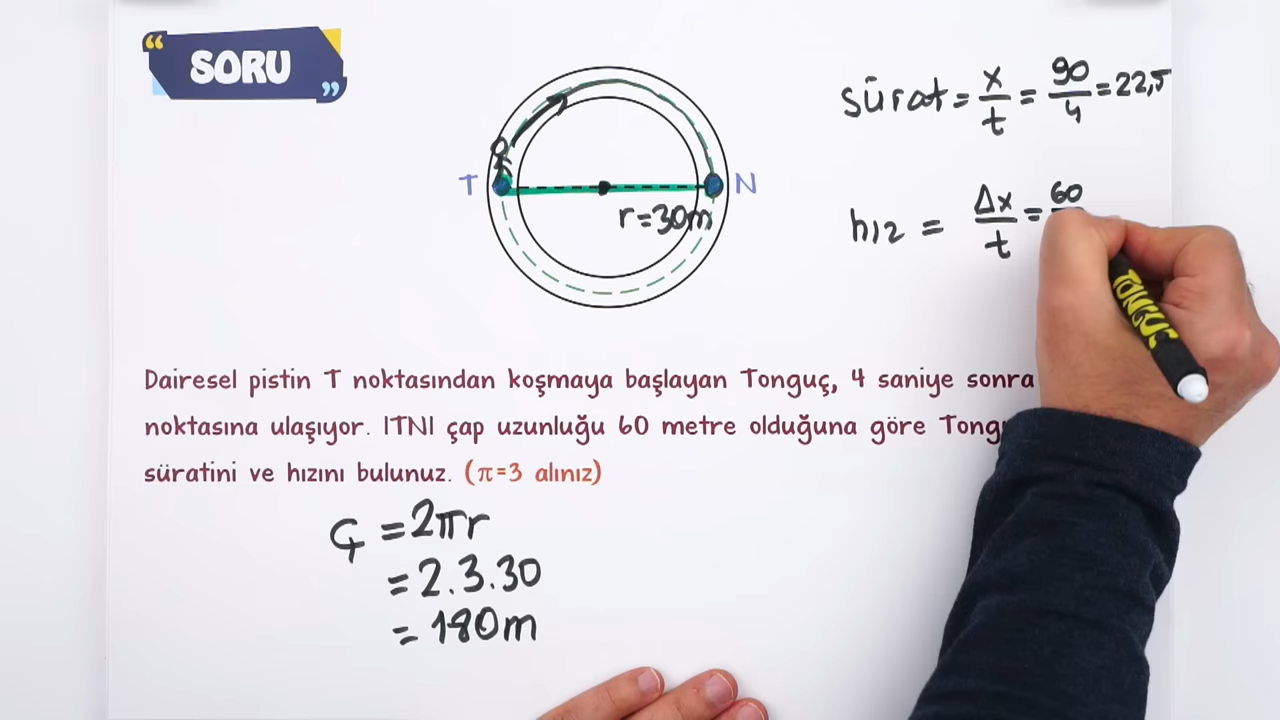 SORU
T
N
r=30m
sürat = x/t = 90/4 = 22,5
hız = Δx/t = 60
Dairesel pistin T noktasından koşmaya başlayan Tonguç, 4 saniye sonra
noktasına ulaşıyor. ITNI çap uzunluğu 60 metre olduğuna göre
süratini ve hızını bulunuz. (π=3 alınız)
Ç = 2πr
= 2.3.30
= 180m
TONGUÇ